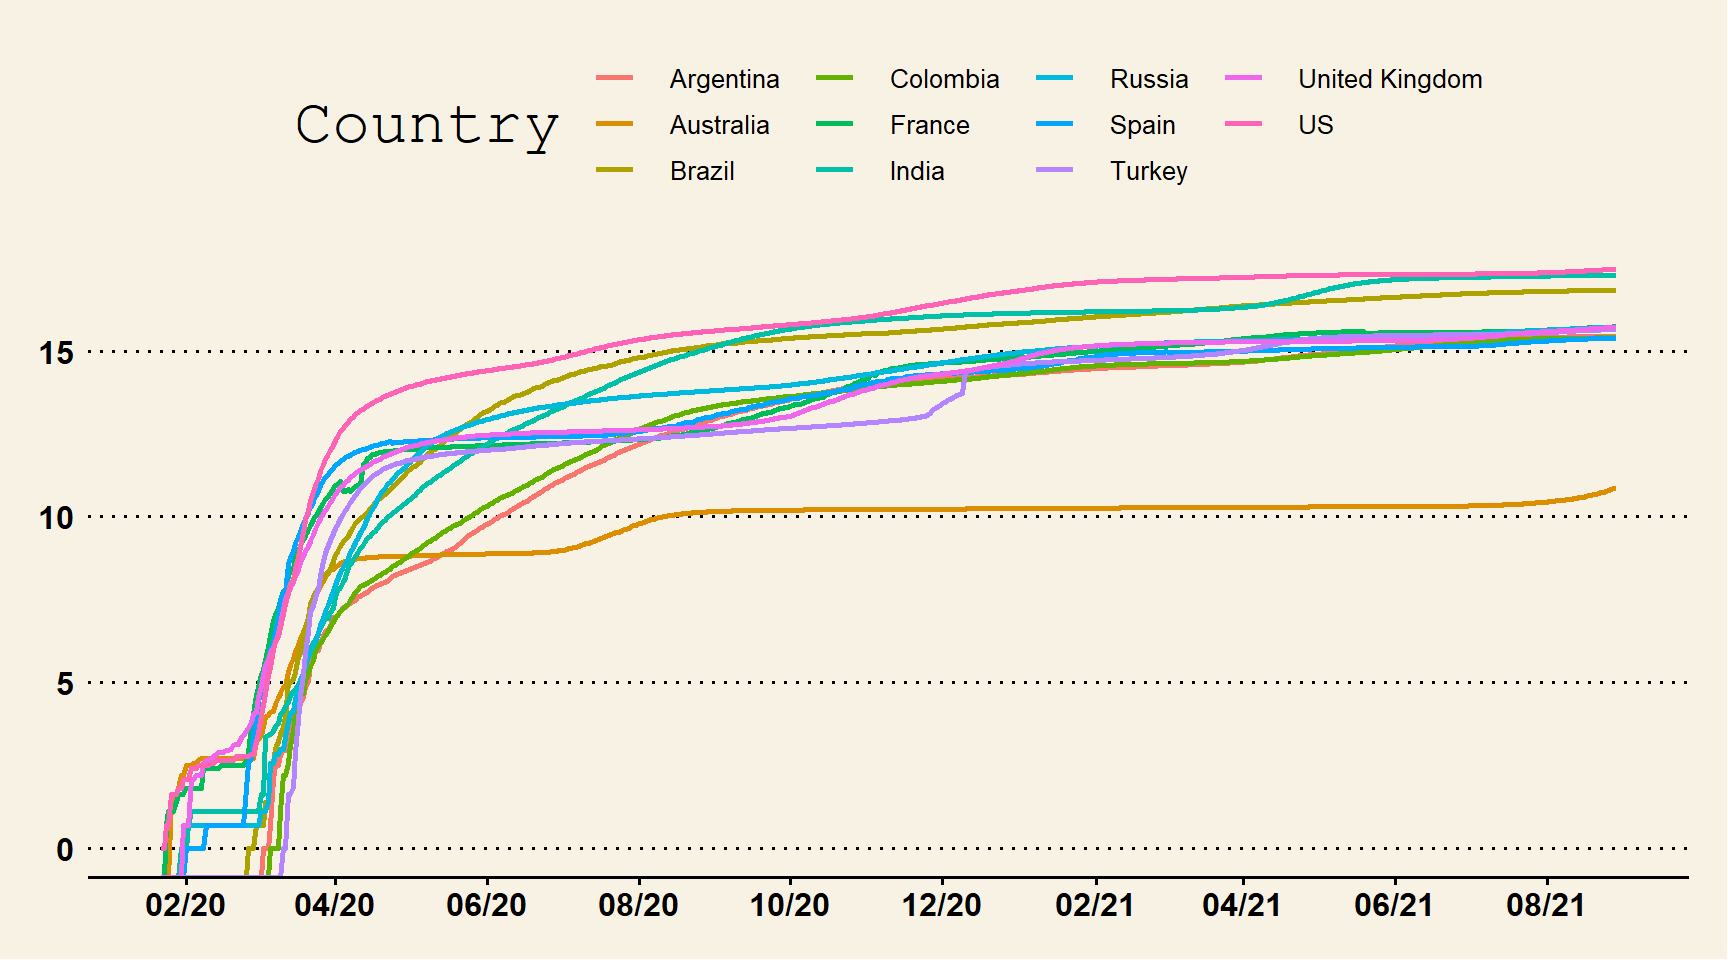 Country
Argentina Colombia Russia United Kingdom
Australia France Spain US
Brazil India Turkey
15
10
5
0
02/20 04/20 06/20 08/20 10/20 12/20 02/21 04/21 06/21 08/21